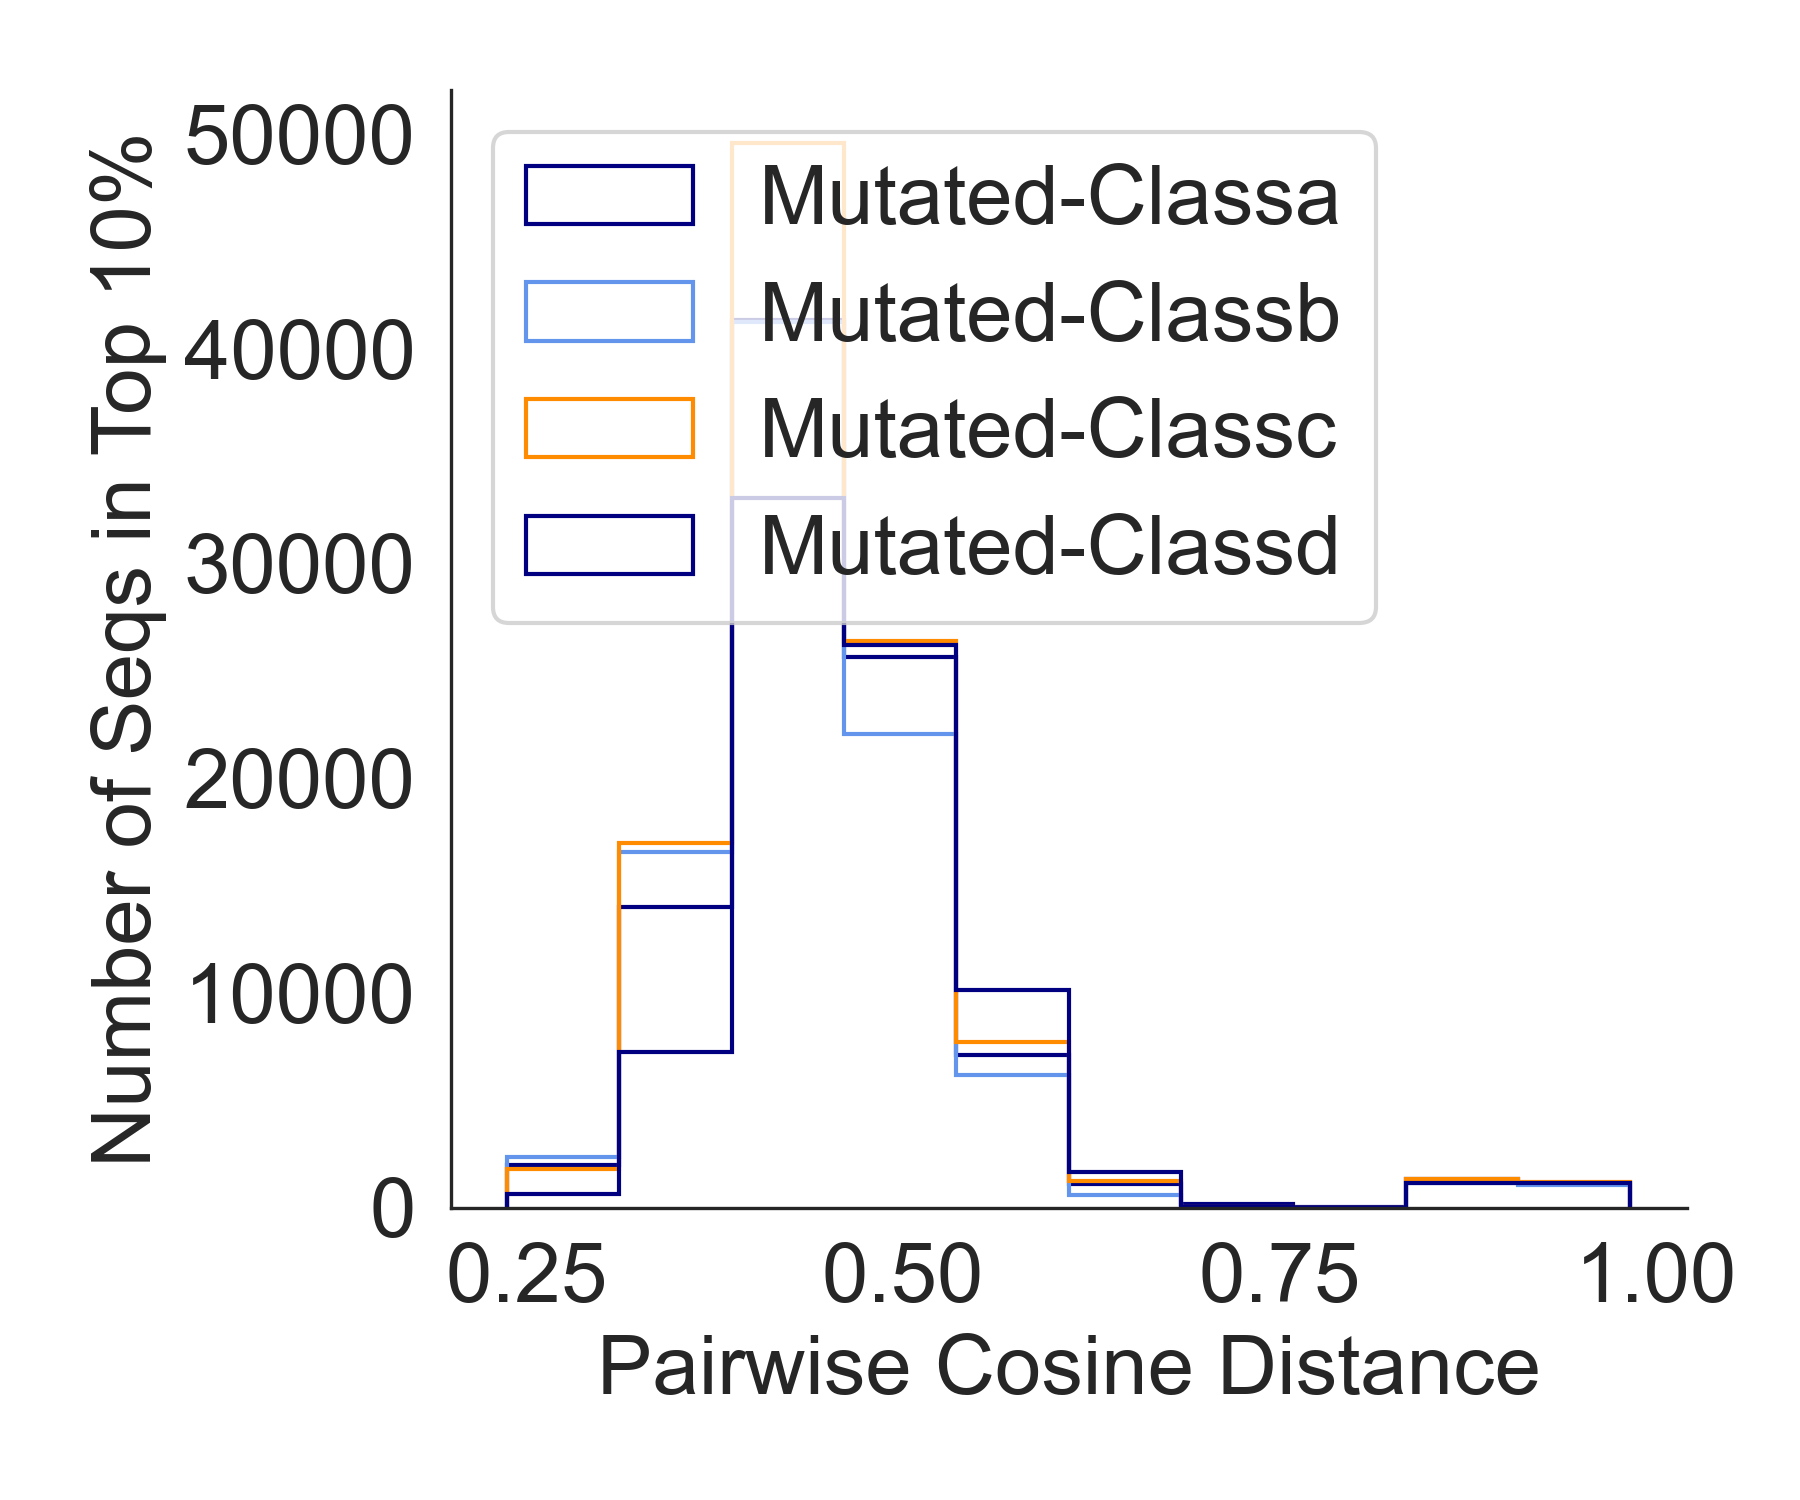 Number of Seqs in Top 10%
50000
40000
30000
20000
10000
0
Mutated-Classa
Mutated-Classb
Mutated-Classc
Mutated-Classd
0.25 0.50 0.75 1.00
Pairwise Cosine Distance